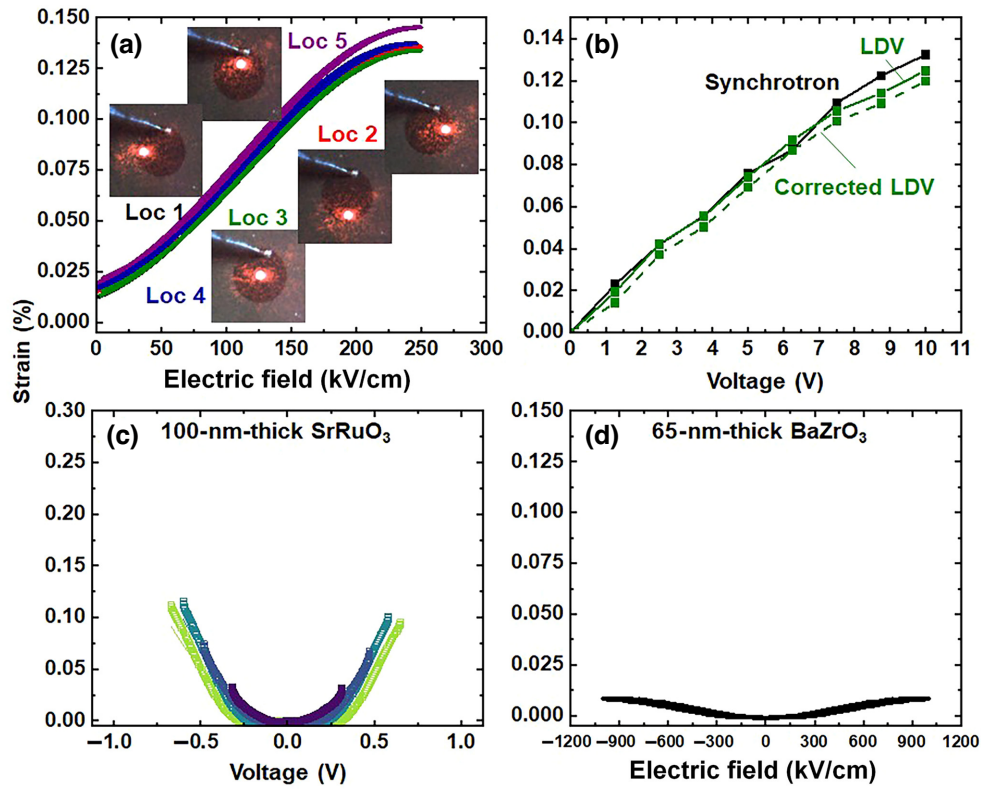 Strain (%)
(a)
0.150
0.125
0.100
0.075
0.050
0.025
0.000
Loc 5
Loc 2
Loc 1
Loc 3
Loc 4
0 50 100 150 200 250 300
Electric field (kV/cm)
(b)
0.14
0.12
0.10
0.08
0.06
0.04
0.02
0.00
LDV
Synchrotron
Corrected LDV
0 1 2 3 4 5 6 7 8 9 10 11
Voltage (V)
(c) 100-nm-thick SrRuO₃
0.30
0.25
0.20
0.15
0.10
0.05
0.00
−1.0 −0.5 0.0 0.5 1.0
Voltage (V)
(d) 65-nm-thick BaZrO₃
0.150
0.125
0.100
0.075
0.050
0.025
0.000
−1200 −900 −600 −300 0 300 600 900 1200
Electric field (kV/cm)